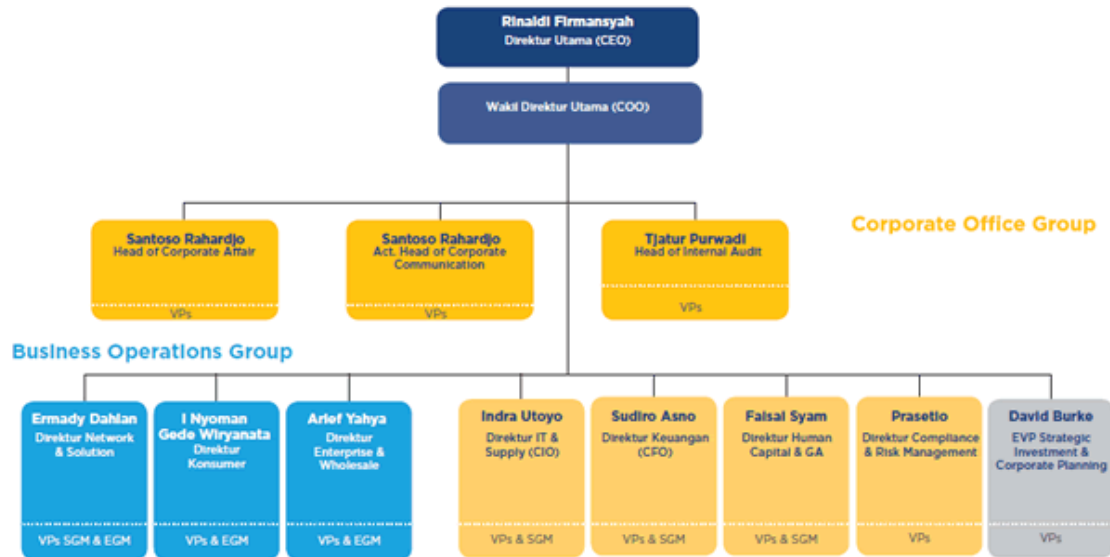 Rinaldi Firmansyah
Direktur Utama (CEO)
Wakil Direktur Utama (COO)
Santoso Rahardjo
Head of Corporate Affair
VPs
Santoso Rahardjo
Act. Head of Corporate
Communication
VPs
Tjatur Purwadi
Head of Internal Audit
VPs
Corporate Office Group
Business Operations Group
Ermady Dahlan
Direktur Network
& Solution
VPs SGM & EGM
I Nyoman
Gede Wiryanata
Direktur
Konsumer
VPs & EGM
Arief Yahya
Direktur
Enterprise
& Wholesale
VPs & EGM
Indra Utoyo
Direktur IT &
Supply (CIO)
VPs & SGM
Sudiro Asno
Direktur Keuangan
(CFO)
VPs & SGM
Faisal Syam
Direktur Human
Capital & GA
VPs & SGM
Prasetio
Direktur Compliance
& Risk Management
VPs
David Burke
EVP Strategic
Investment &
Corporate Planning
VPs